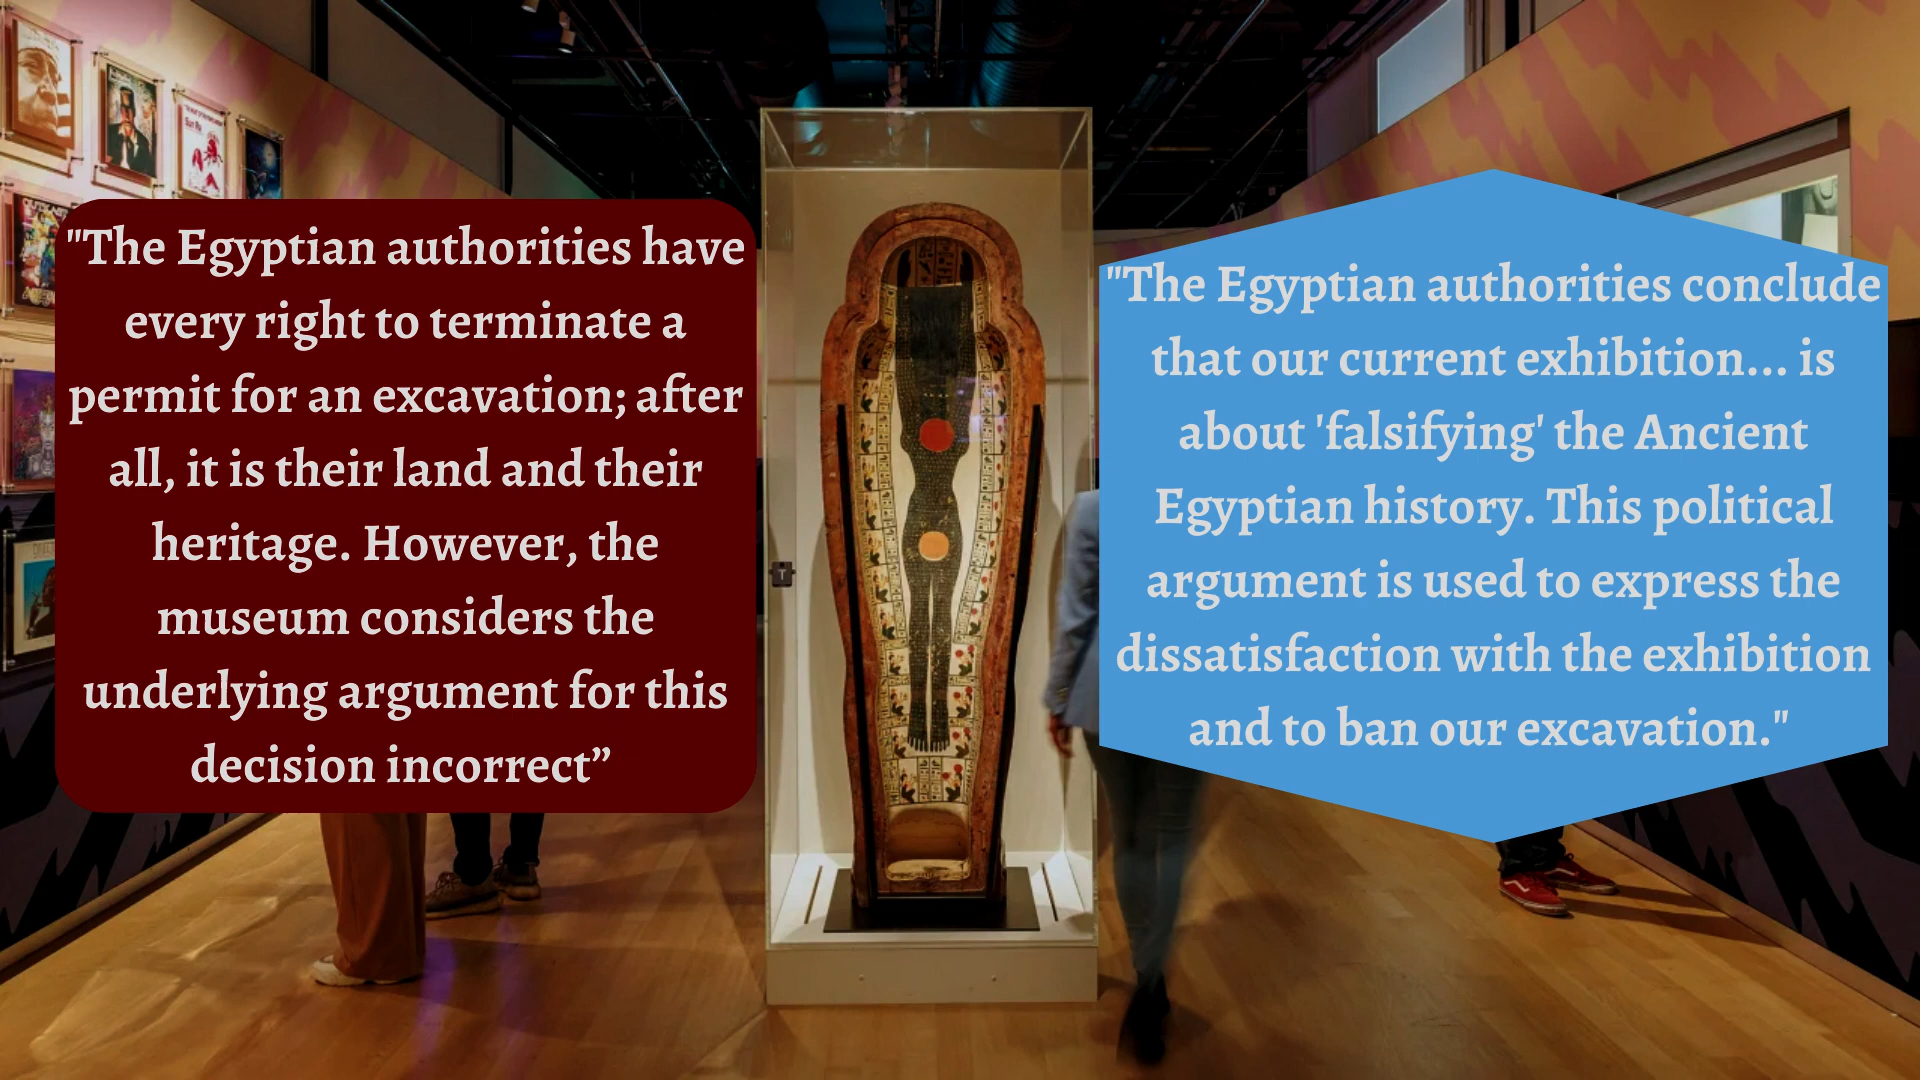 "The Egyptian authorities have
every right to terminate a
permit for an excavation; after
all, it is their land and their
heritage. However, the
museum considers the
underlying argument for this
decision incorrect”
"The Egyptian authorities conclude
that our current exhibition... is
about 'falsifying' the Ancient
Egyptian history. This political
argument is used to express the
dissatisfaction with the exhibition
and to ban our excavation."